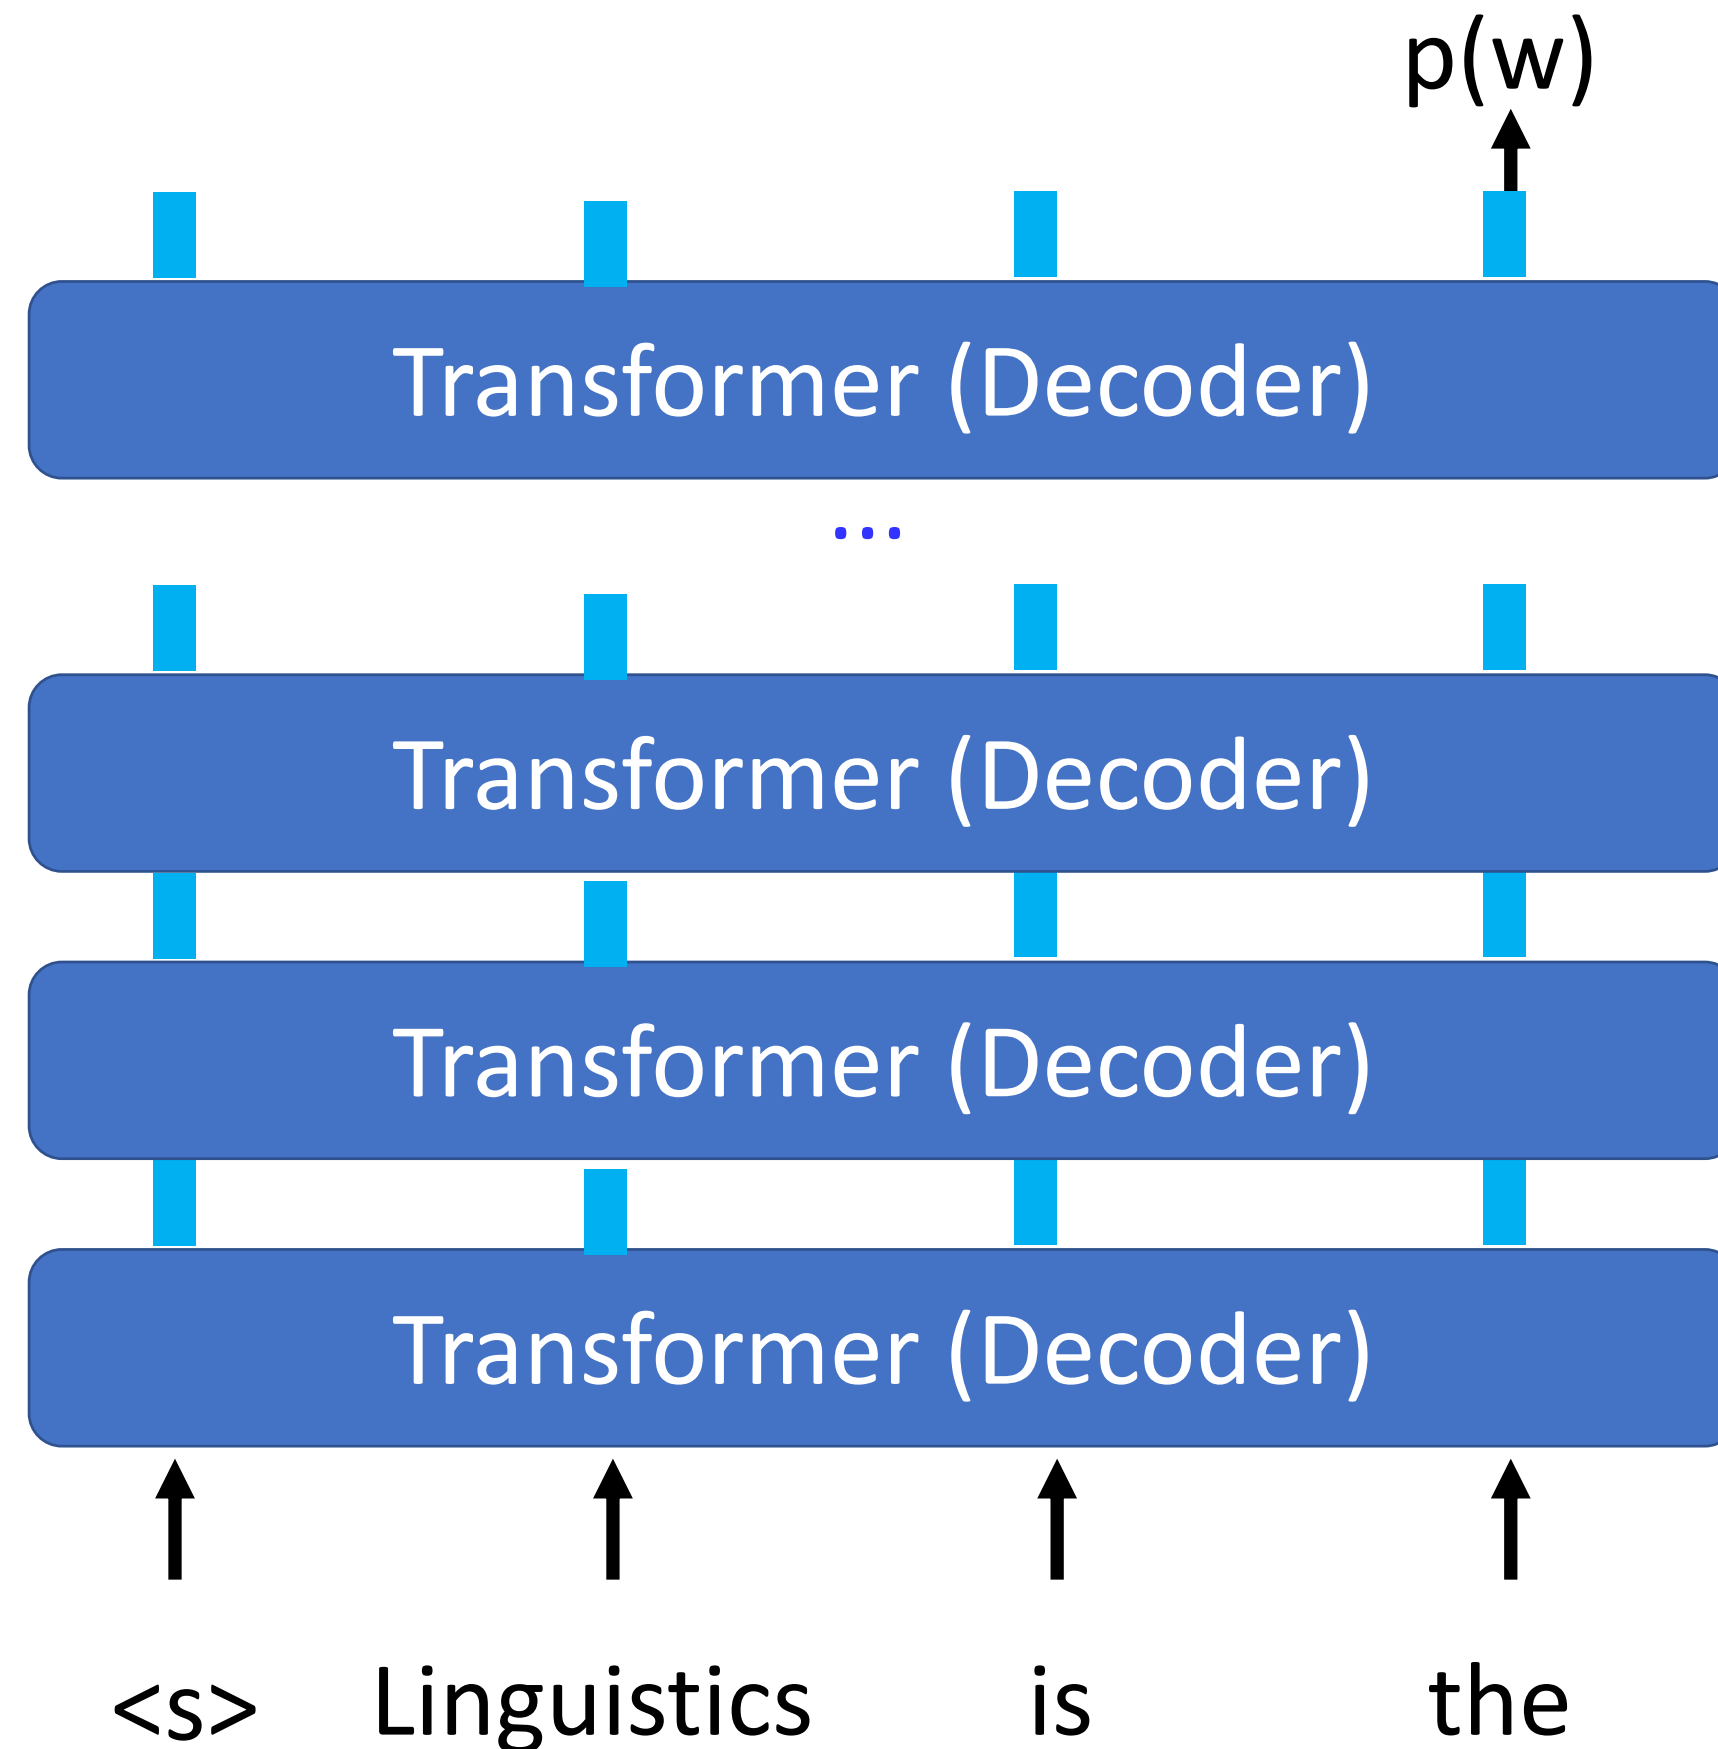 p(w)
Transformer (Decoder)
...
Transformer (Decoder)
Transformer (Decoder)
Transformer (Decoder)
<s> Linguistics is the